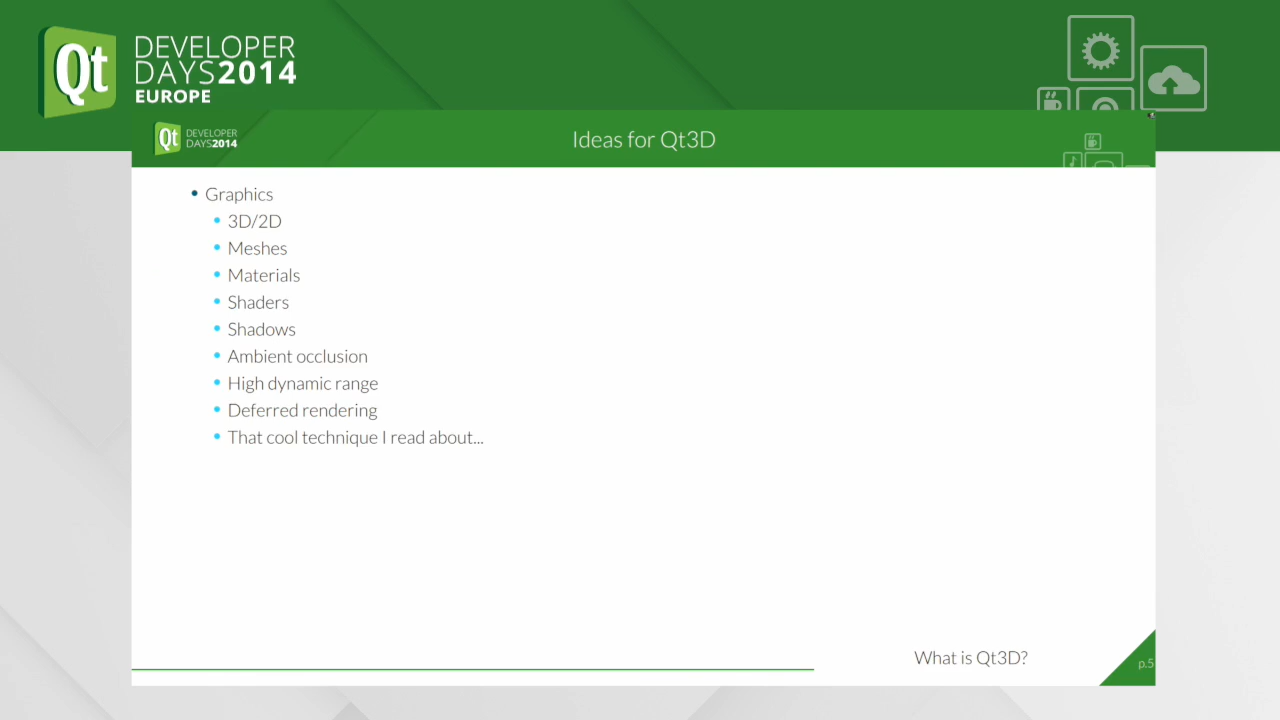 Qt
DEVELOPER
DAYS2014
EUROPE
Qt
DEVELOPER
DAYS2014
Ideas for Qt3D
• Graphics
• 3D/2D
• Meshes
• Materials
• Shaders
• Shadows
• Ambient occlusion
• High dynamic range
• Deferred rendering
• That cool technique I read about...
What is Qt3D?
p.5